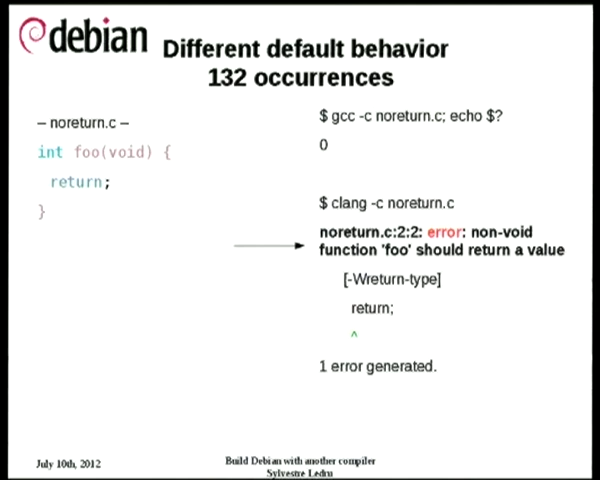 debian
Different default behavior
132 occurrences
– noreturn.c –
int foo(void) {
return;
}
$ gcc -c noreturn.c; echo $?
0
$ clang -c noreturn.c
noreturn.c:2:2: error: non-void
function 'foo' should return a value
[-Wreturn-type]
return;
^
1 error generated.
July 10th, 2012
Build Debian with another compiler
Sylvestre Ledru